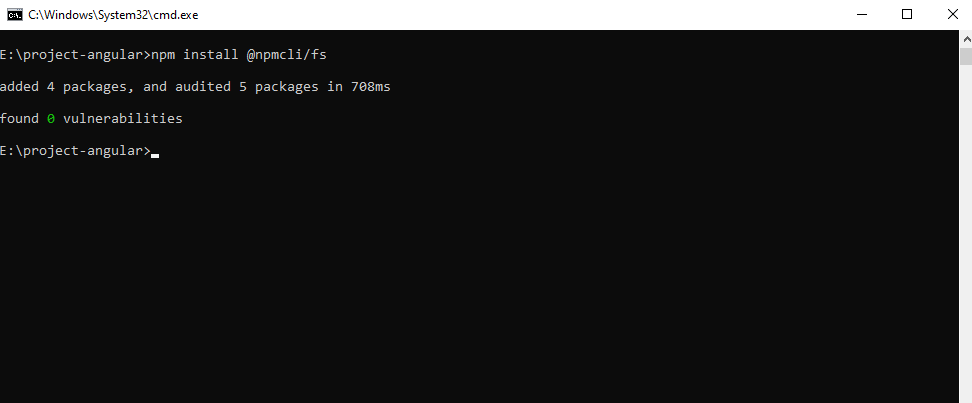 C:\Windows\System32\cmd.exe
E:\project-angular>npm install @npmcli/fs
added 4 packages, and audited 5 packages in 708ms
found 0 vulnerabilities
E:\project-angular>